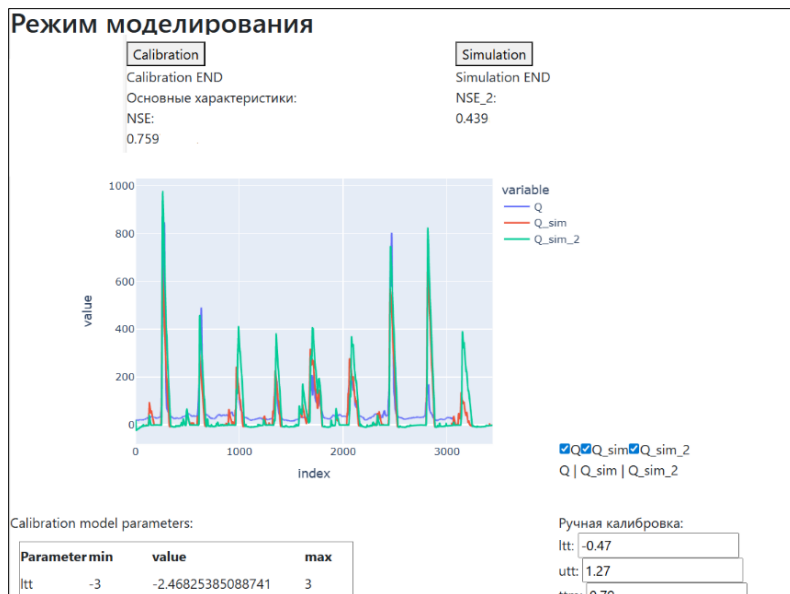 Режим моделирования
Calibration Simulation
Calibration END Simulation END
Основные характеристики: NSE_2:
NSE: 0.439
0.759
1000
800
600
400
200
0
value
0 1000 2000 3000
index
variable
Q
Q_sim
Q_sim_2
Q Q_sim Q_sim_2
Q | Q_sim | Q_sim_2
Calibration model parameters: Ручная калибровка:
Parameter min value max
ltt -3 -2.46825385088741 3
ltt: -0.47
utt: 1.27